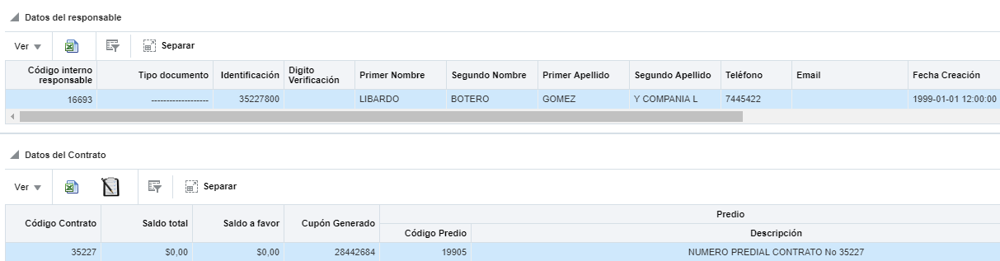 Datos del responsable
Ver Separar
Código interno responsable Tipo documento Identificación Digito Verificación Primer Nombre Segundo Nombre Primer Apellido Segundo Apellido Teléfono Email Fecha Creación
16693 ------------------- 35227800 LIBARDO BOTERO GOMEZ Y COMPANIA L 7445422 1999-01-01 12:00:00
Datos del Contrato
Ver Separar
Código Contrato Saldo total Saldo a favor Cupón Generado Predio
Código Predio Descripción
35227 $0,00 $0,00 28442684 19905 NUMERO PREDIAL CONTRATO No 35227